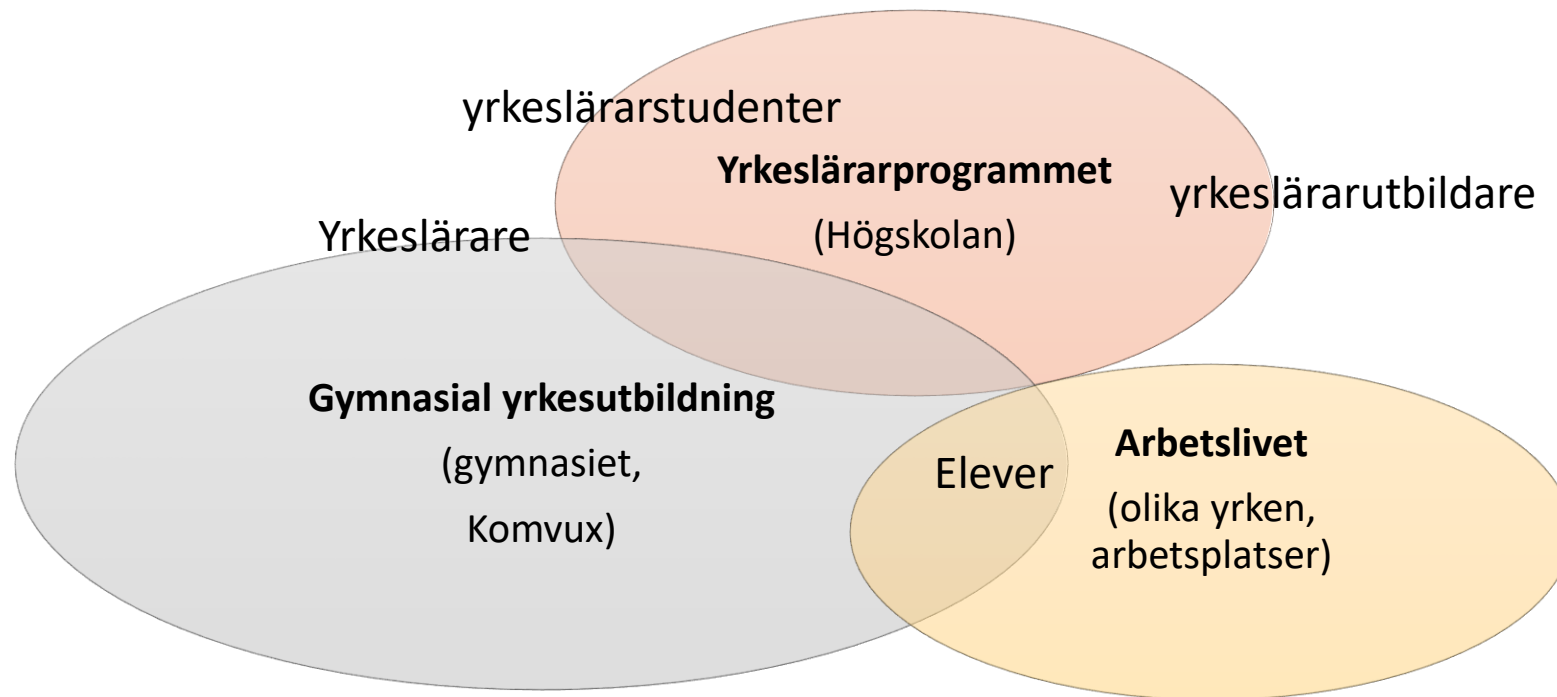 yrkeslärarstudenter
Yrkeslärarprogrammet
yrkeslärarutbildare
(Högskolan)
Yrkeslärare
Gymnasial yrkesutbildning
(gymnasiet,
Komvux)
Elever
Arbetslivet
(olika yrken,
arbetsplatser)